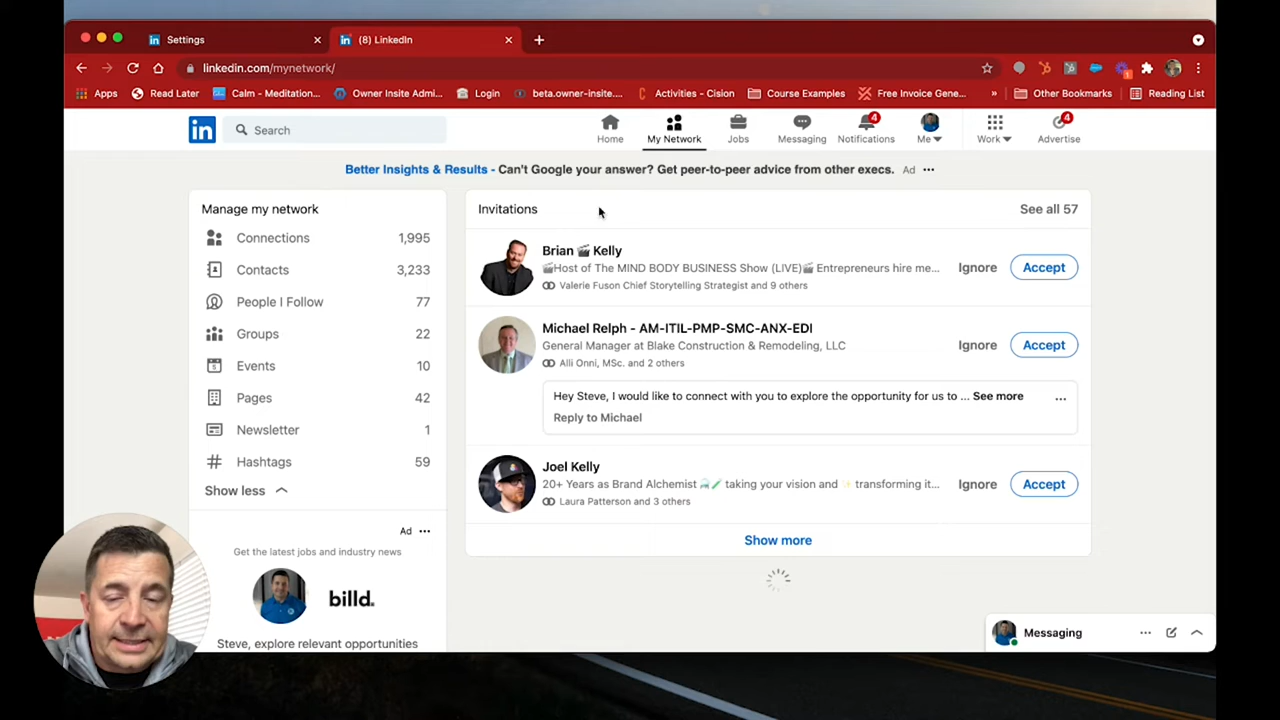 Settings
(8) LinkedIn
linkedin.com/mynetwork/
Apps
Read Later
Calm - Meditation...
Owner Insite Admi...
Login
beta.owner-insite....
Activities - Cision
Course Examples
Free Invoice Gene...
»
Other Bookmarks
Reading List
in
Search
Home
My Network
Jobs
Messaging
4
Notifications
Me
Work
4
Advertise
Better Insights & Results - Can't Google your answer? Get peer-to-peer advice from other execs. Ad
Manage my network
Connections 1,995
Contacts 3,233
People I Follow 77
Groups 22
Events 10
Pages 42
Newsletter 1
Hashtags 59
Show less
Ad
Get the latest jobs and industry news
billd.
Steve, explore relevant opportunities
Invitations
See all 57
Brian 🎬 Kelly
🎬Host of The MIND BODY BUSINESS Show (LIVE)🎬 Entrepreneurs hire me...
Valerie Fuson Chief Storytelling Strategist and 9 others
Ignore
Accept
Michael Relph - AM-ITIL-PMP-SMC-ANX-EDI
General Manager at Blake Construction & Remodeling, LLC
Alli Onni, MSc. and 2 others
Ignore
Accept
Hey Steve, I would like to connect with you to explore the opportunity for us to ... See more
Reply to Michael
Joel Kelly
20+ Years as Brand Alchemist ⚗️🧪 taking your vision and ✨ transforming it...
Laura Patterson and 3 others
Ignore
Accept
Show more
Messaging